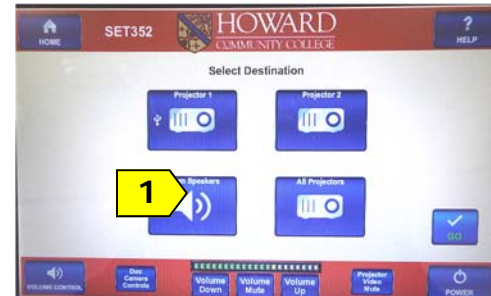 HOME
SET352
HOWARD
COMMUNITY COLLEGE
?
HELP
Select Destination
Projector 1
Projector 2
1
Speakers
All Projectors
GO
VOLUME CONTROL
Doc
Camera
Controls
Volume
Down
Volume
Mute
Volume
Up
Projector
Video
Mute
POWER